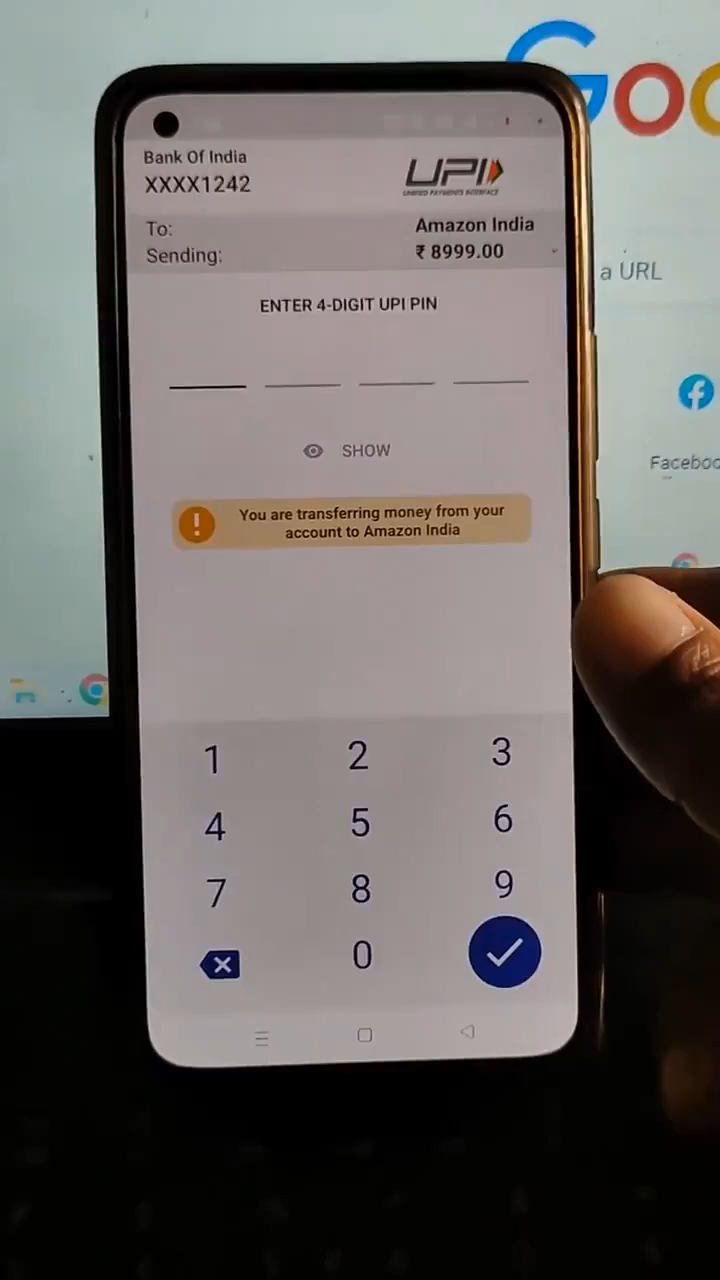 Goo
Bank Of India
XXXX1242
UPI
UNIFIED PAYMENTS INTERFACE
To:
Amazon India
Sending:
₹ 8999.00
a URL
ENTER 4-DIGIT UPI PIN
SHOW
Faceboo
You are transferring money from your
account to Amazon India
1 2 3
4 5 6
7 8 9
0